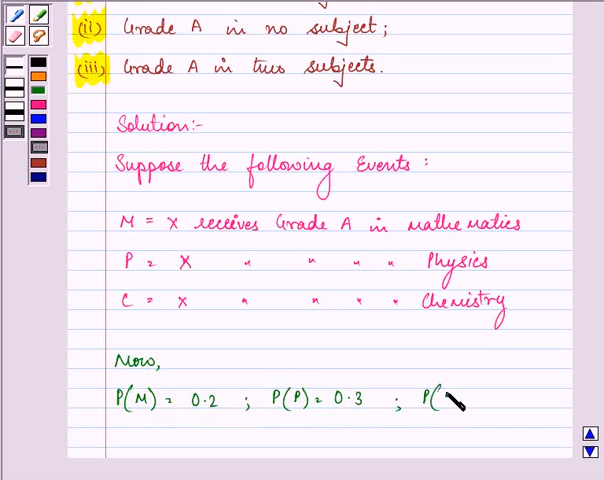 (ii) Grade A in no subject;
(iii) Grade A in two subjects.
Solution:-
Suppose the following Events :
M = X receives Grade A in Mathematics
P = X " " " " Physics
C = X " " " " Chemistry
Now,
P(M) = 0.2 ; P(P) = 0.3 ; P(